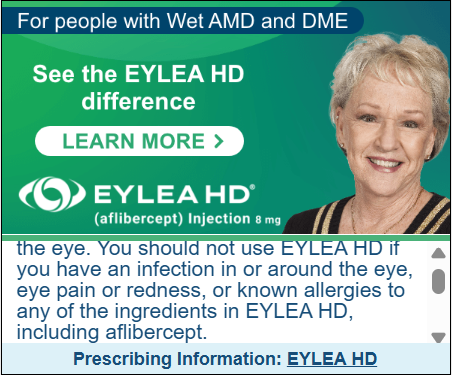 For people with Wet AMD and DME
See the EYLEA HD
difference
LEARN MORE >
EYLEA HD®
(aflibercept) Injection 8 mg
the eye. You should not use EYLEA HD if
you have an infection in or around the eye,
eye pain or redness, or known allergies to
any of the ingredients in EYLEA HD,
including aflibercept.
Prescribing Information: EYLEA HD